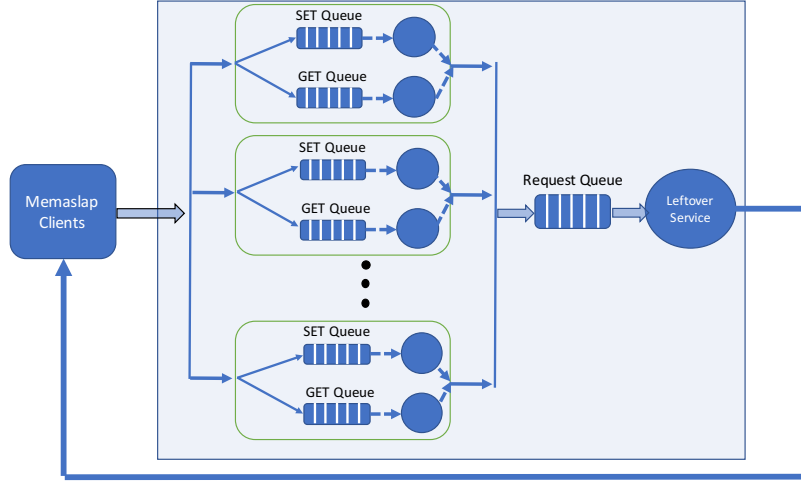 SET Queue
GET Queue
SET Queue
GET Queue
Memaslap
Clients
Request Queue
Leftover
Service
SET Queue
GET Queue